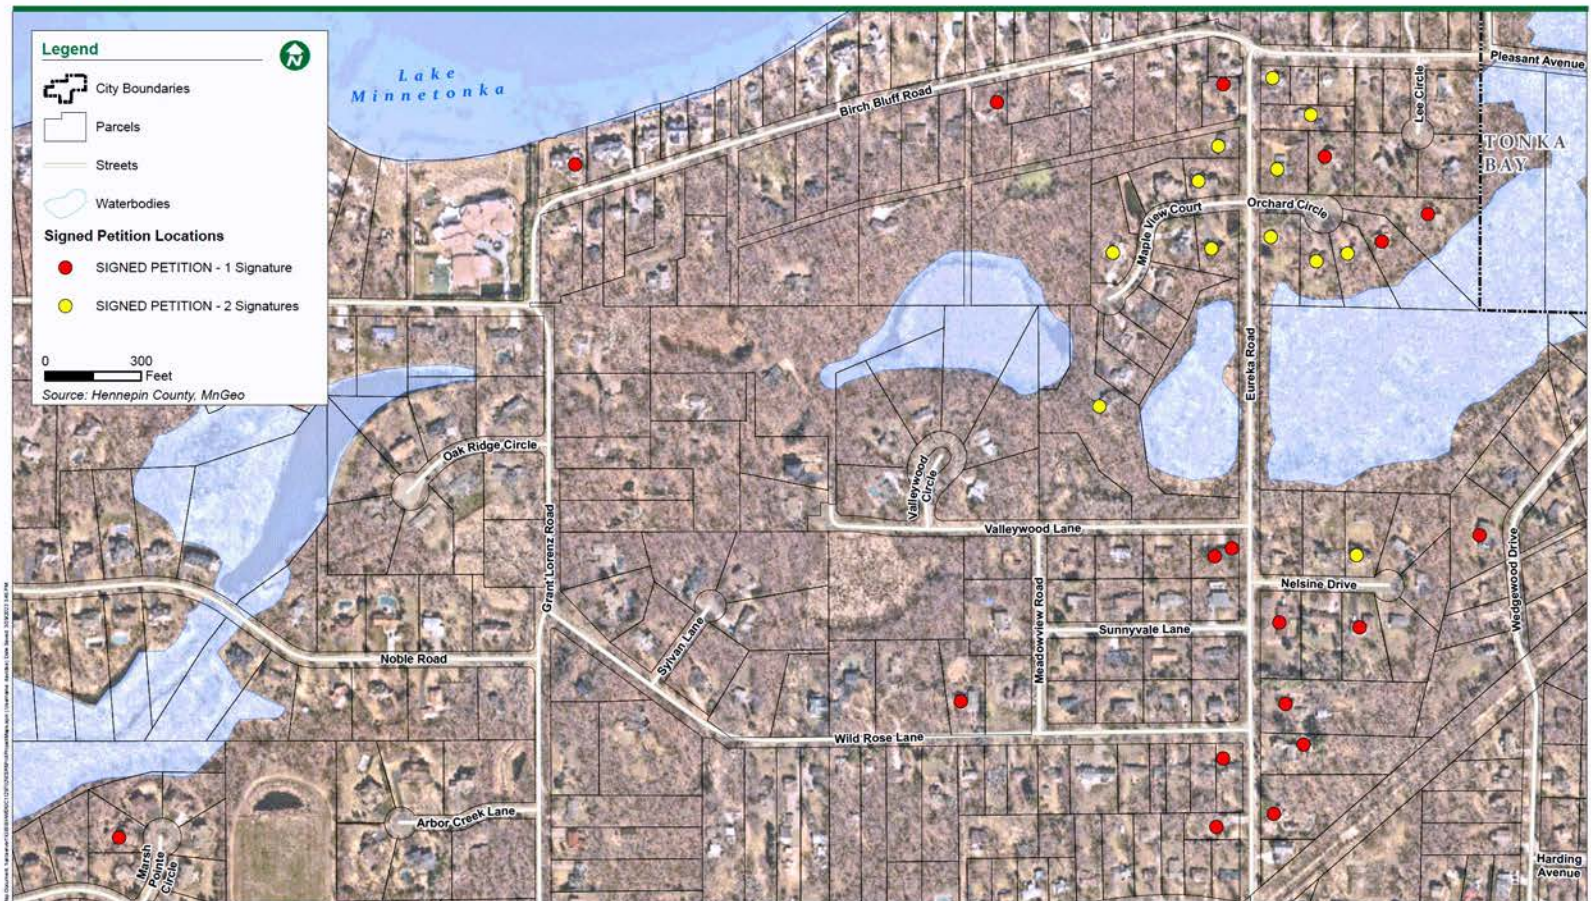 Legend
N
City Boundaries
Parcels
Streets
Waterbodies
Signed Petition Locations
SIGNED PETITION - 1 Signature
SIGNED PETITION - 2 Signatures
0 300
Feet
Source: Hennepin County, MnGeo
Lake
Minnetonka
Birch Bluff Road
Pleasant Avenue
Lee Circle
TONKA
BAY
Maple View Court
Orchard Circle
Eureka Road
Oak Ridge Circle
Grant Lorenz Road
Valleywood
Circle
Valleywood Lane
Nelsine Drive
Wedgewood Drive
Meadowview Road
Sunnyvale Lane
Sylvan Lane
Noble Road
Wild Rose Lane
Arbor Creek Lane
Marsh
Pointe
Circle
Harding
Avenue